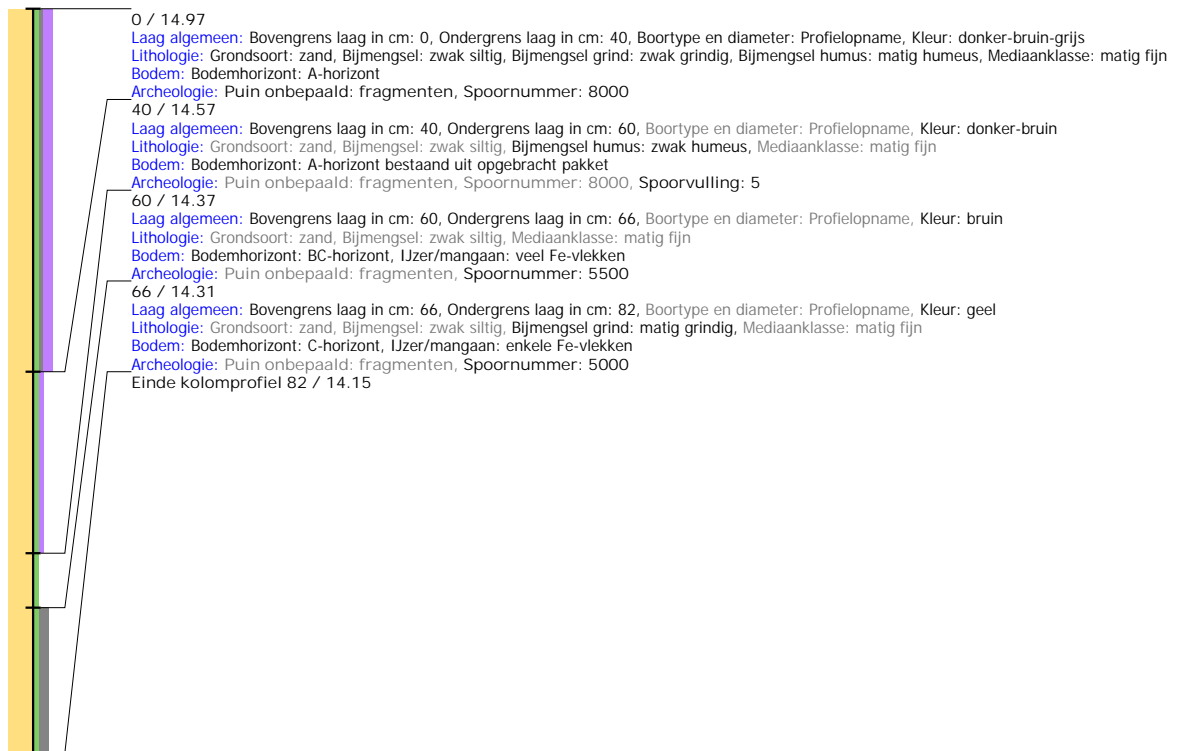 0 / 14.97
Laag algemeen: Bovengrens laag in cm: 0, Ondergrens laag in cm: 40, Boortype en diameter: Profielopname, Kleur: donker-bruin-grijs
Lithologie: Grondsoort: zand, Bijmengsel: zwak siltig, Bijmengsel grind: zwak grindig, Bijmengsel humus: matig humeus, Mediaanklasse: matig fijn
Bodem: Bodemhorizont: A-horizont
Archeologie: Puin onbepaald: fragmenten, Spoornummer: 8000
40 / 14.57
Laag algemeen: Bovengrens laag in cm: 40, Ondergrens laag in cm: 60, Boortype en diameter: Profielopname, Kleur: donker-bruin
Lithologie: Grondsoort: zand, Bijmengsel: zwak siltig, Bijmengsel humus: zwak humeus, Mediaanklasse: matig fijn
Bodem: Bodemhorizont: A-horizont bestaand uit opgebracht pakket
Archeologie: Puin onbepaald: fragmenten, Spoornummer: 8000, Spoorvulling: 5
60 / 14.37
Laag algemeen: Bovengrens laag in cm: 60, Ondergrens laag in cm: 66, Boortype en diameter: Profielopname, Kleur: bruin
Lithologie: Grondsoort: zand, Bijmengsel: zwak siltig, Mediaanklasse: matig fijn
Bodem: Bodemhorizont: BC-horizont, IJzer/mangaan: veel Fe-vlekken
Archeologie: Puin onbepaald: fragmenten, Spoornummer: 5500
66 / 14.31
Laag algemeen: Bovengrens laag in cm: 66, Ondergrens laag in cm: 82, Boortype en diameter: Profielopname, Kleur: geel
Lithologie: Grondsoort: zand, Bijmengsel: zwak siltig, Bijmengsel grind: matig grindig, Mediaanklasse: matig fijn
Bodem: Bodemhorizont: C-horizont, IJzer/mangaan: enkele Fe-vlekken
Archeologie: Puin onbepaald: fragmenten, Spoornummer: 5000
Einde kolomprofiel 82 / 14.15